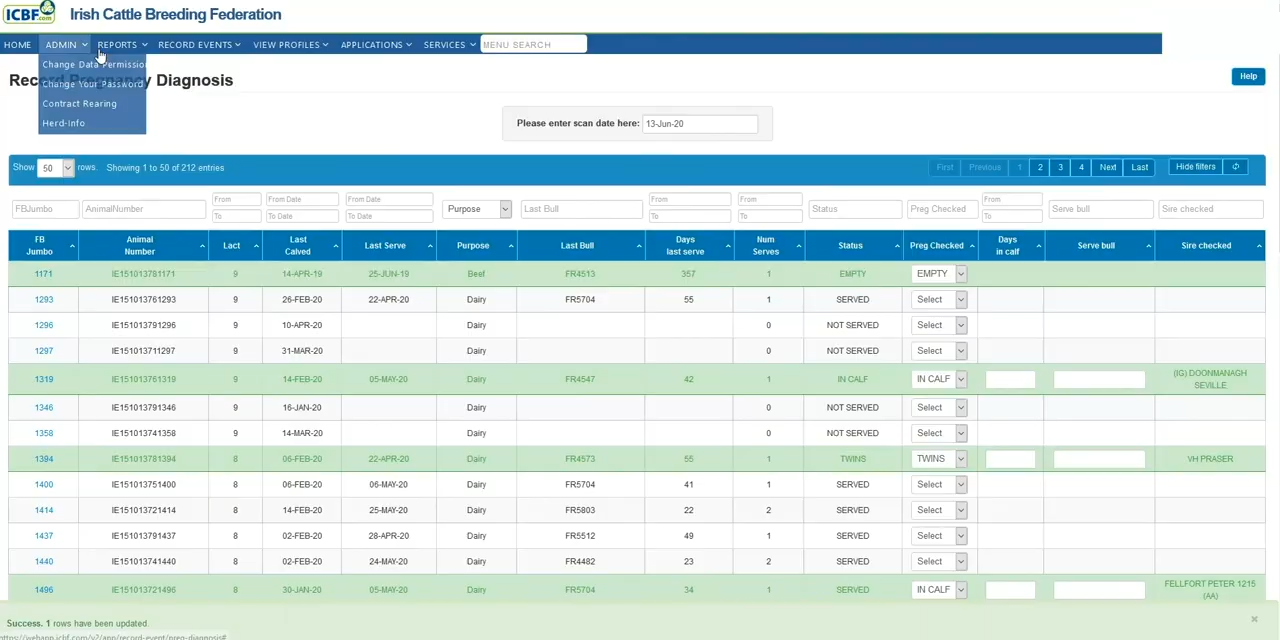 ICBF.com Irish Cattle Breeding Federation
HOME ADMIN REPORTS RECORD EVENTS VIEW PROFILES APPLICATIONS SERVICES MENU SEARCH
Change Data Permission
Record Pregnancy Diagnosis Help
Change Your Password
Contract Rearing
Herd-Info
Please enter scan date here: 13-Jun-20
Show 50 rows. Showing 1 to 50 of 212 entries First Previous 1 2 3 4 Next Last Hide filters
From From Date From Date From From From
FBJumbo AnimalNumber Purpose Last Bull Status Preg Checked Serve bull Sire checked
To To Date To Date To To To
FB Jumbo Animal Number Lact Last Calved Last Serve Purpose Last Bull Days last serve Num Serves Status Preg Checked Days in calf Serve bull Sire checked
1171 IE151013781171 9 14-APR-19 25-JUN-19 Beef FR4513 357 1 EMPTY EMPTY
1293 IE151013761293 9 26-FEB-20 22-APR-20 Dairy FR5704 55 1 SERVED Select
1296 IE151013791296 9 10-APR-20 Dairy 0 NOT SERVED Select
1297 IE151013711297 9 31-MAR-20 Dairy 0 NOT SERVED Select
1319 IE151013761319 9 14-FEB-20 05-MAY-20 Dairy FR4547 42 1 IN CALF IN CALF (IG) DOONMANAGH SEVILLE
1346 IE151013791346 9 16-JAN-20 Dairy 0 NOT SERVED Select
1358 IE151013741358 9 14-MAR-20 Dairy 0 NOT SERVED Select
1394 IE151013781394 8 06-FEB-20 22-APR-20 Dairy FR4573 55 1 TWINS TWINS VH PRASER
1400 IE151013751400 8 06-FEB-20 06-MAY-20 Dairy FR5704 41 1 SERVED Select
1414 IE151013721414 8 14-FEB-20 25-MAY-20 Dairy FR5803 22 2 SERVED Select
1437 IE151013791437 8 02-FEB-20 28-APR-20 Dairy FR5512 49 1 SERVED Select
1440 IE151013741440 8 02-FEB-20 24-MAY-20 Dairy FR4482 23 2 SERVED Select
1496 IE151013721496 8 30-JAN-20 05-MAY-20 Dairy FR5704 34 1 SERVED IN CALF FELLFORT PETER 1215 (AA)
Success. 1 rows have been updated.
https://webapp.icbf.com/v2/app/record-event/preg-diagnosis#